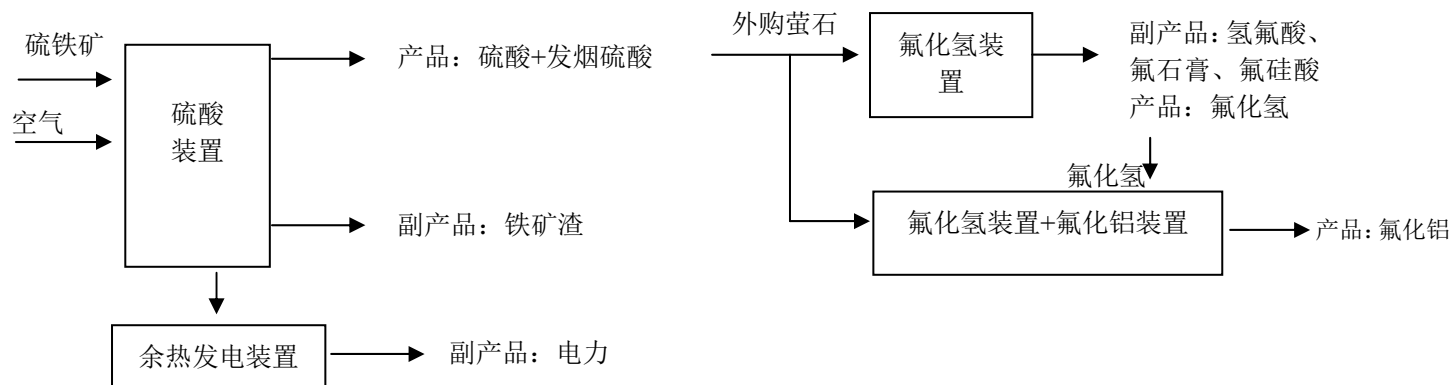 硫铁矿
空气
硫酸
装置
产品：硫酸+发烟硫酸
副产品：铁矿渣
余热发电装置
副产品：电力
外购萤石
氟化氢装
置
副产品：氢氟酸、
氟石膏、氟硅酸
产品：氟化氢
氟化氢
氟化氢装置+氟化铝装置
产品：氟化铝